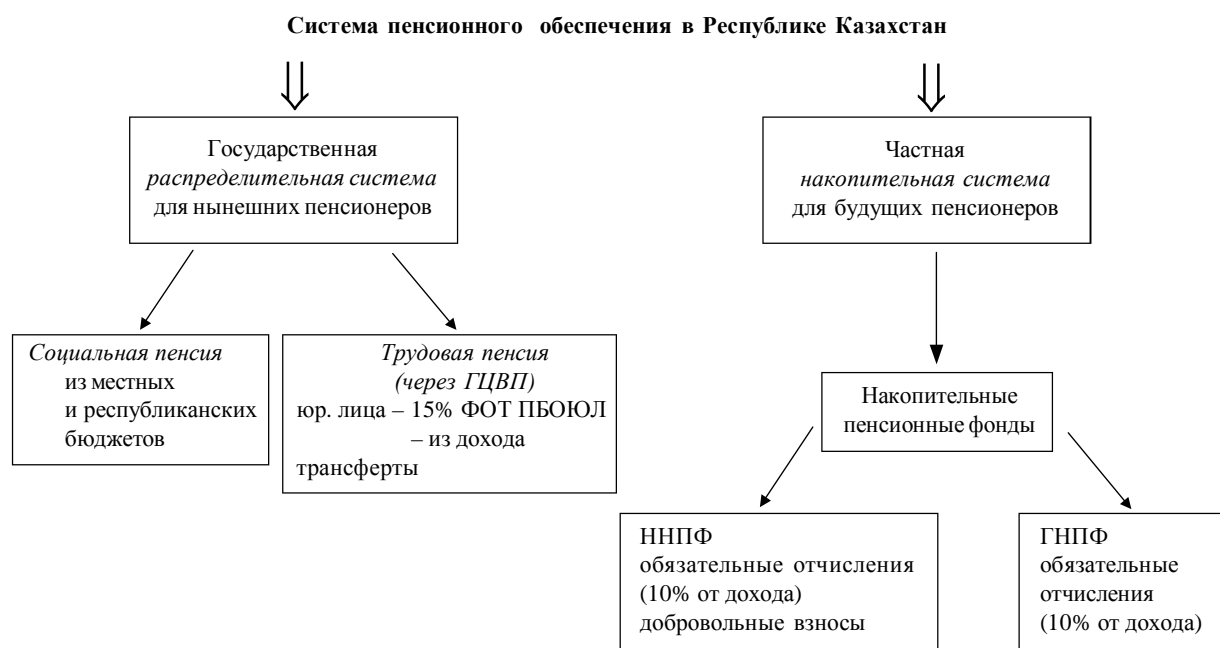 Система пенсионного обеспечения в Республике Казахстан
Государственная
распределительная система
для нынешних пенсионеров
Частная
накопительная система
для будущих пенсионеров
Социальная пенсия
из местных
и республиканских
бюджетов
Трудовая пенсия
(через ГЦВП)
юр. лица – 15% ФОТ ПБОЮЛ
– из дохода
трансферты
Накопительные
пенсионные фонды
ННПФ
обязательные отчисления
(10% от дохода)
добровольные взносы
ГНПФ
обязательные
отчисления
(10% от дохода)